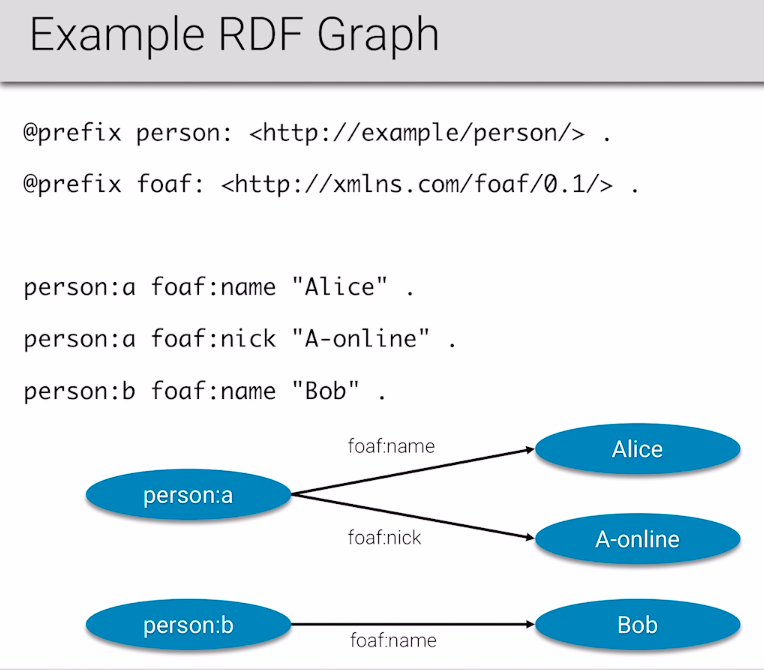 Example RDF Graph
@prefix person: <http://example/person/> .
@prefix foaf: <http://xmlns.com/foaf/0.1/> .
person:a foaf:name "Alice" .
person:a foaf:nick "A-online" .
person:b foaf:name "Bob" .
foaf:name
Alice
person:a
foaf:nick
A-online
person:b
foaf:name
Bob